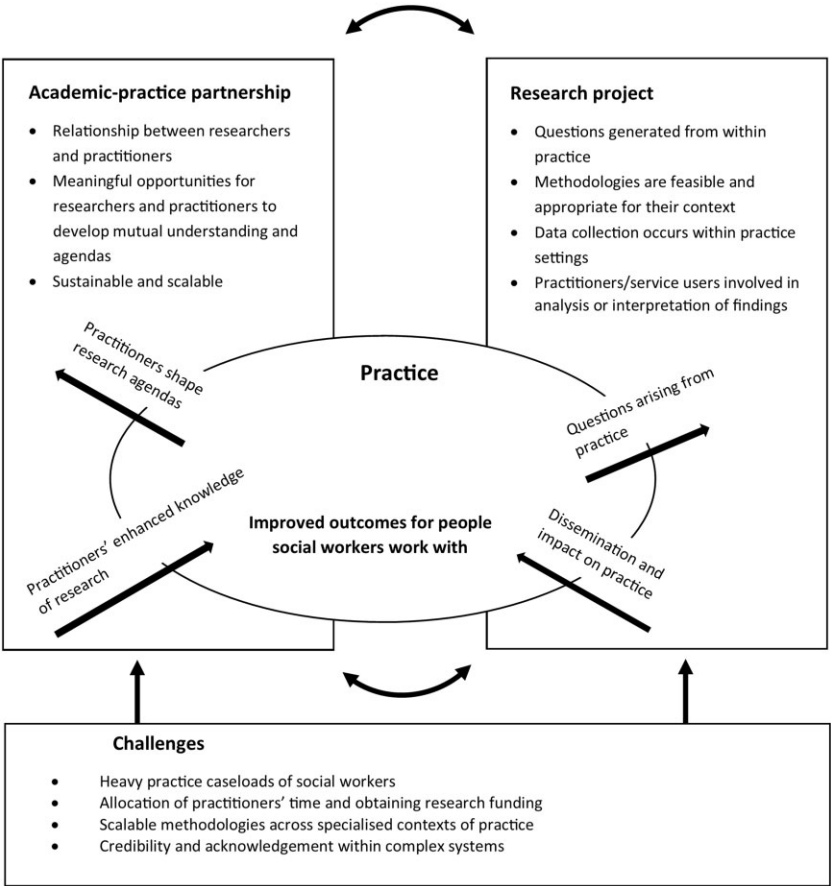 Academic-practice partnership
• Relationship between researchers
and practitioners
• Meaningful opportunities for
researchers and practitioners to
develop mutual understanding and
agendas
• Sustainable and scalable
Research project
• Questions generated from within
practice
• Methodologies are feasible and
appropriate for their context
• Data collection occurs within practice
settings
• Practitioners/service users involved in
analysis or interpretation of findings
Practitioners shape
research agendas
Practice
Questions arising from
practice
Practitioners' enhanced knowledge
of research
Improved outcomes for people
social workers work with
Dissemination and
impact on practice
Challenges
• Heavy practice caseloads of social workers
• Allocation of practitioners' time and obtaining research funding
• Scalable methodologies across specialised contexts of practice
• Credibility and acknowledgement within complex systems